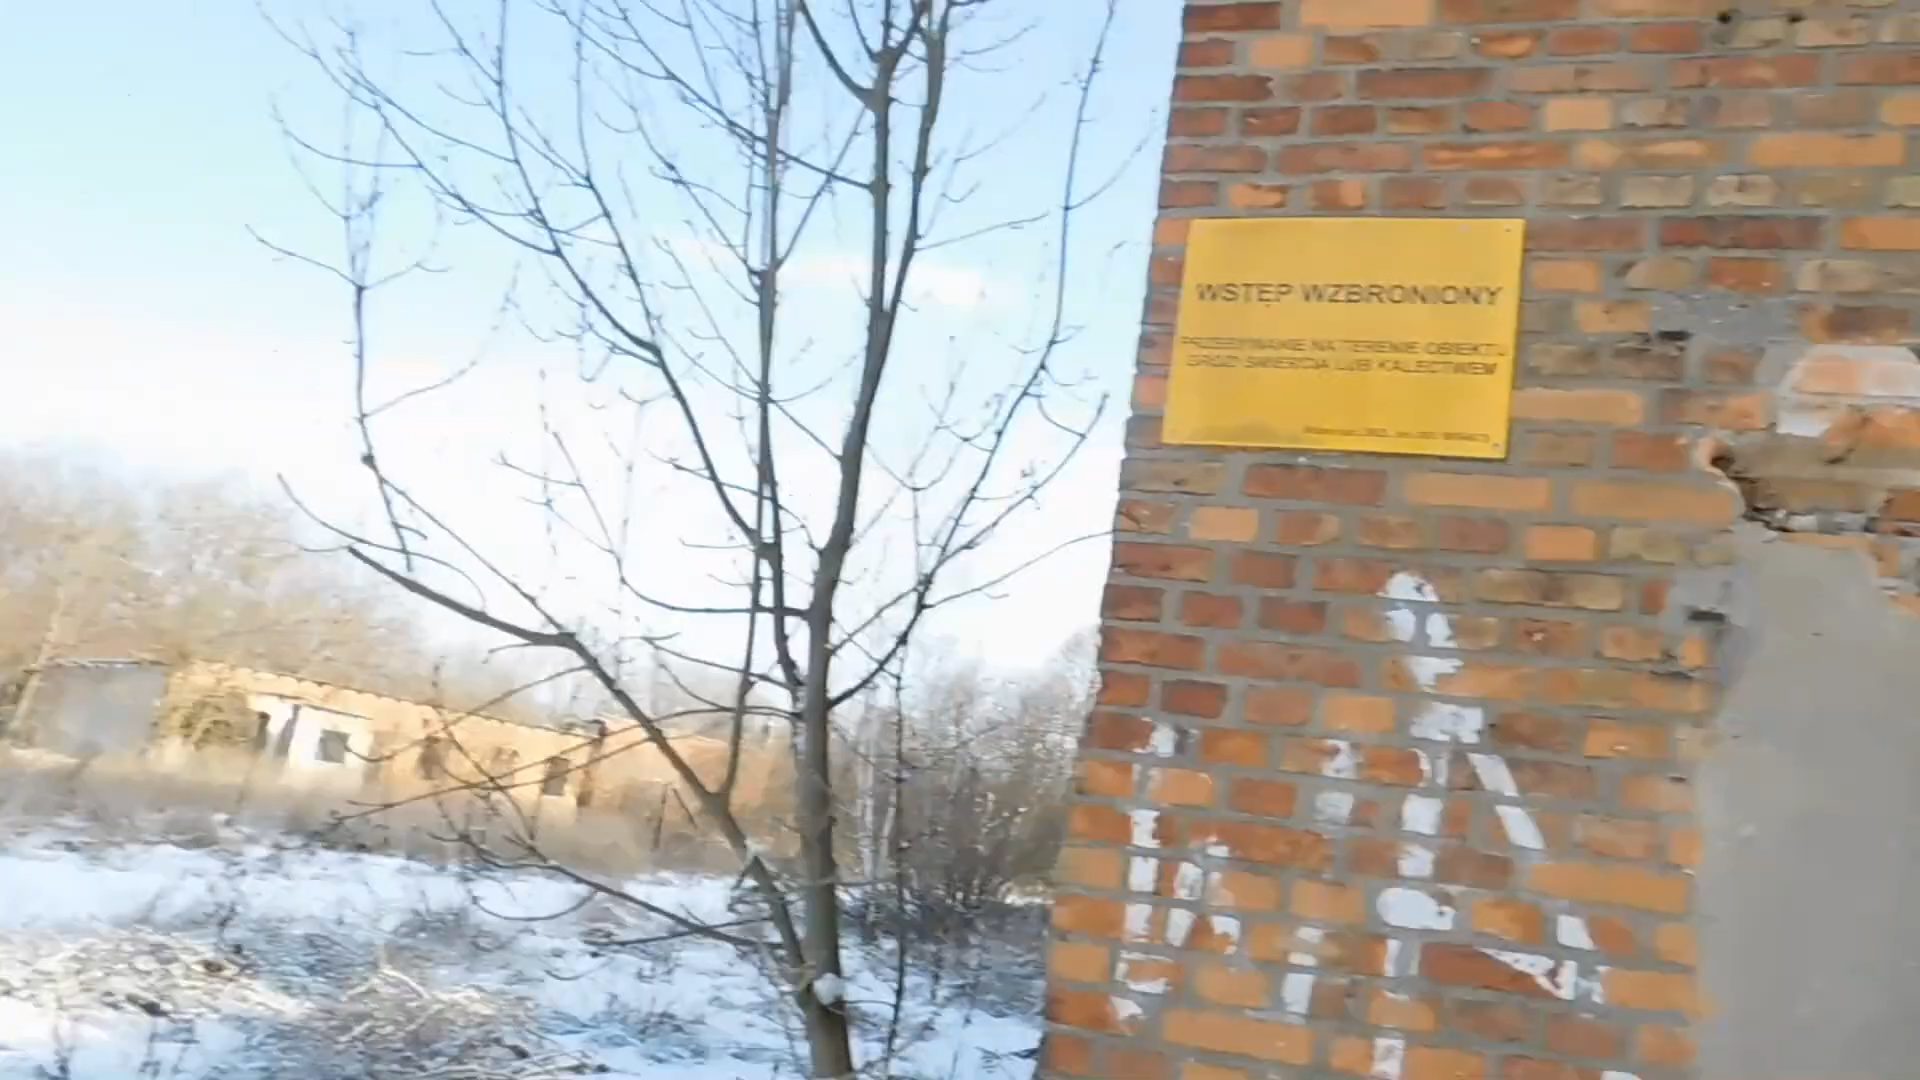 WSTĘP WZBRONIONY
PRZEBYWANIE NA TERENIE OBIEKTU
GROZI ŚMIERCIĄ LUB KALECTWEM